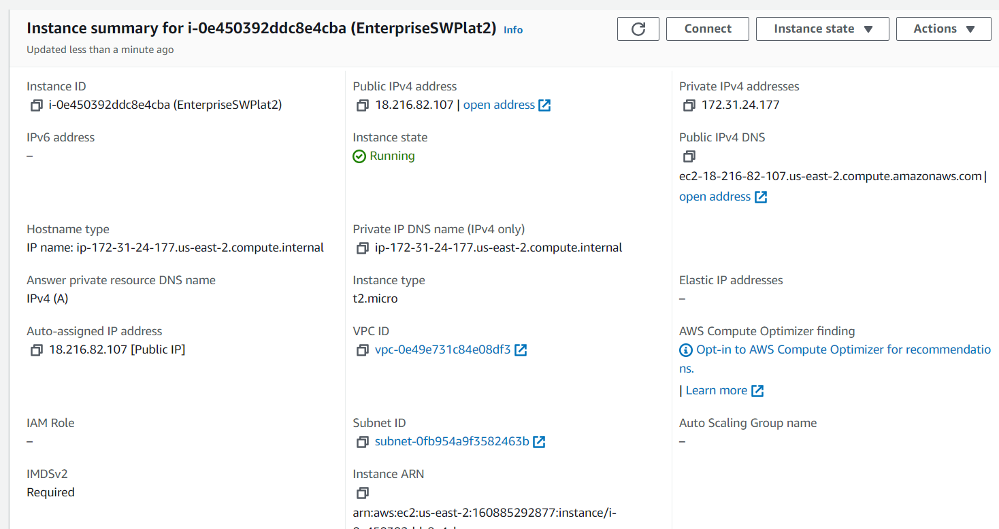 Instance summary for i-0e450392ddc8e4cba (EnterpriseSWPlat2) Info
Updated less than a minute ago
Connect
Instance state
Actions
Instance ID
i-0e450392ddc8e4cba (EnterpriseSWPlat2)
Public IPv4 address
18.216.82.107 | open address
Private IPv4 addresses
172.31.24.177
IPv6 address
–
Instance state
Running
Public IPv4 DNS
ec2-18-216-82-107.us-east-2.compute.amazonaws.com |
open address
Hostname type
IP name: ip-172-31-24-177.us-east-2.compute.internal
Private IP DNS name (IPv4 only)
ip-172-31-24-177.us-east-2.compute.internal
Answer private resource DNS name
IPv4 (A)
Instance type
t2.micro
Elastic IP addresses
–
Auto-assigned IP address
18.216.82.107 [Public IP]
VPC ID
vpc-0e49e731c84e08df3
AWS Compute Optimizer finding
Opt-in to AWS Compute Optimizer for recommendatio
ns.
| Learn more
IAM Role
–
Subnet ID
subnet-0fb954a9f3582463b
Auto Scaling Group name
–
IMDSv2
Required
Instance ARN
arn:aws:ec2:us-east-2:160885292877:instance/i-